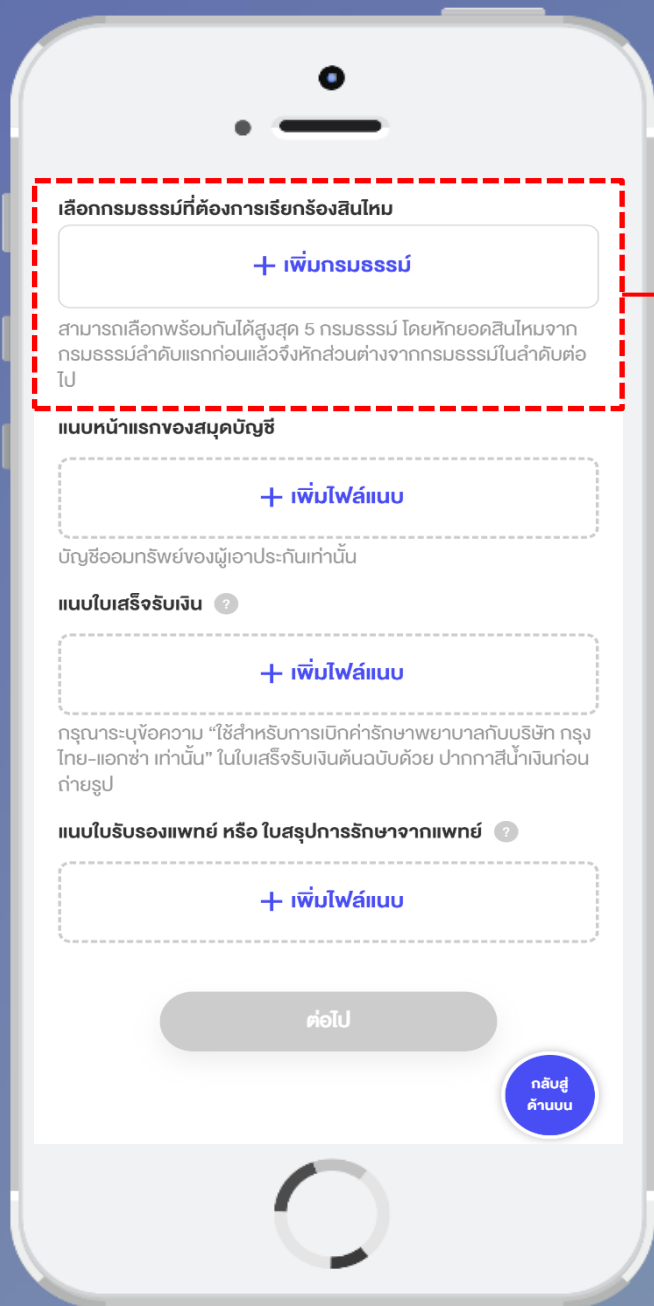 เลือกกรมธรรม์ที่ต้องการเรียกร้องสินไหม
+ เพิ่มกรมธรรม์
สามารถเลือกพร้อมกันได้สูงสุด 5 กรมธรรม์ โดยหักยอดสินไหมจาก
กรมธรรม์ลำดับแรกก่อนแล้วจึงหักส่วนต่างจากกรมธรรม์ในลำดับต่อ
ไป
แนบหน้าแรกของสมุดบัญชี
+ เพิ่มไฟล์แนบ
บัญชีออมทรัพย์ของผู้เอาประกันเท่านั้น
แนบใบเสร็จรับเงิน ?
+ เพิ่มไฟล์แนบ
กรุณาระบุข้อความ “ใช้สำหรับการเบิกค่ารักษาพยาบาลกับบริษัท กรุง
ไทย-แอกซ่า เท่านั้น” ในใบเสร็จรับเงินต้นฉบับด้วย ปากกาสีน้ำเงินก่อน
ถ่ายรูป
แนบใบรับรองแพทย์ หรือ ใบสรุปการรักษาจากแพทย์ ?
+ เพิ่มไฟล์แนบ
ต่อไป
กลับสู่
ด้านบน